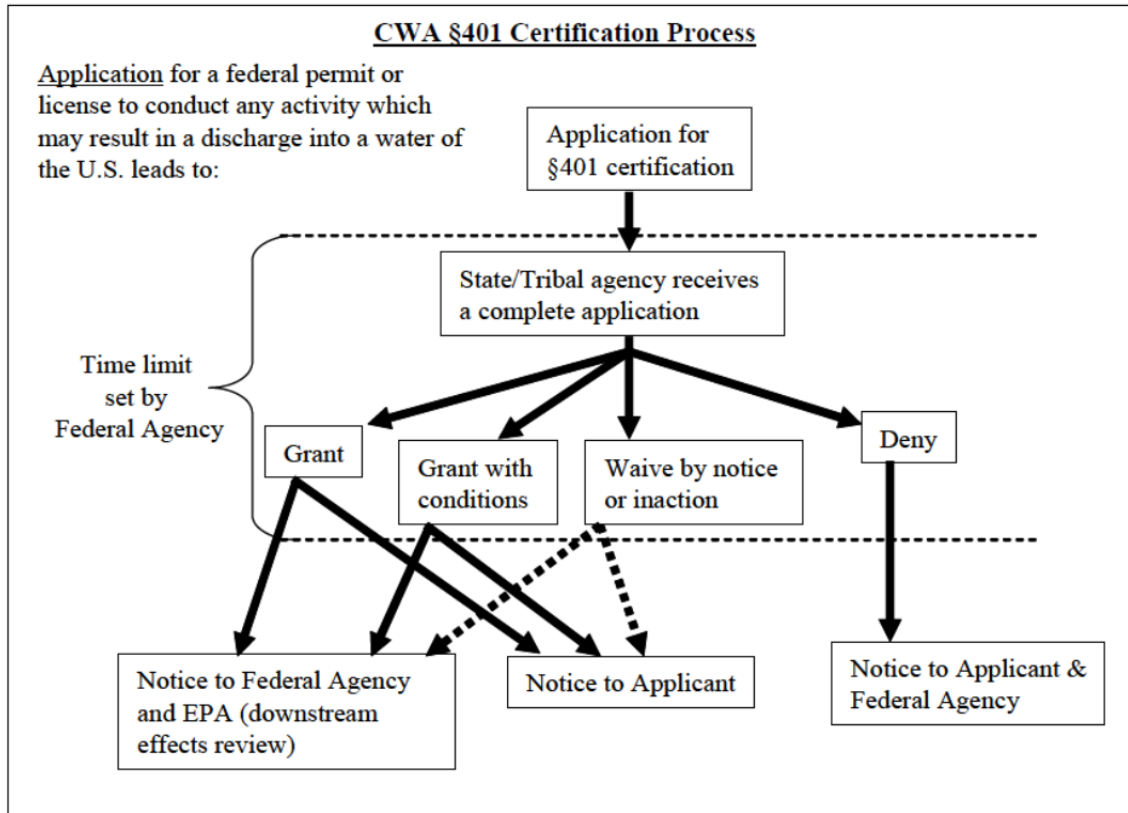 CWA §401 Certification Process
Application for a federal permit or
license to conduct any activity which
may result in a discharge into a water of
the U.S. leads to:
Application for
§401 certification
State/Tribal agency receives
a complete application
Time limit
set by
Federal Agency
Grant
Grant with
conditions
Waive by notice
or inaction
Deny
Notice to Federal Agency
and EPA (downstream
effects review)
Notice to Applicant
Notice to Applicant &
Federal Agency